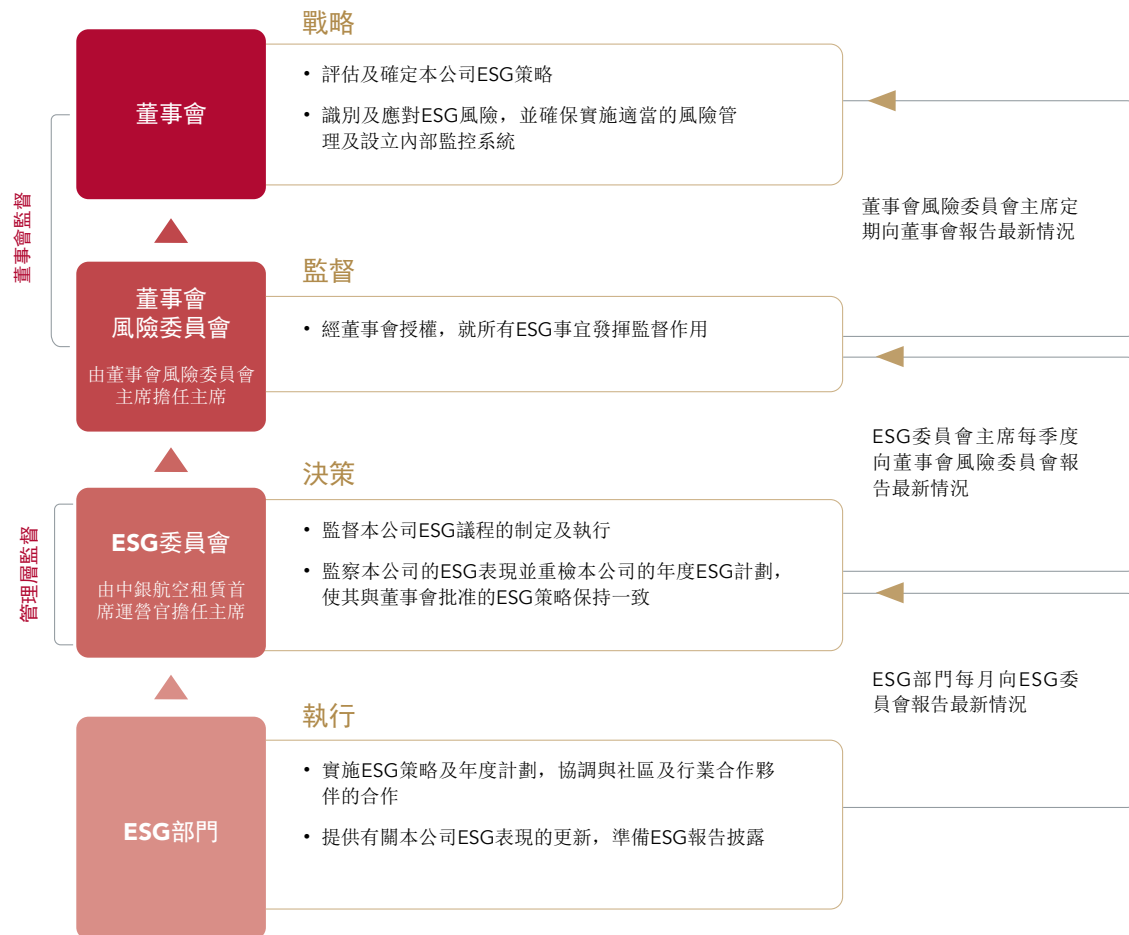 戰略
董事會
• 評估及確定本公司ESG策略
• 識別及應對ESG風險，並確保實施適當的風險管
理及設立內部監控系統
董事會監督
董事會風險委員會主席定
期向董事會報告最新情況
監督
董事會
風險委員會
由董事會風險委員會
主席擔任主席
• 經董事會授權，就所有ESG事宜發揮監督作用
ESG委員會主席每季度
向董事會風險委員會報
告最新情況
決策
ESG委員會
由中銀航空租賃首
席運營官擔任主席
• 監督本公司ESG議程的制定及執行
• 監察本公司的ESG表現並重檢本公司的年度ESG計劃，
使其與董事會批准的ESG策略保持一致
管理層監督
ESG部門每月向ESG委
員會報告最新情況
執行
ESG部門
• 實施ESG策略及年度計劃，協調與社區及行業合作夥
伴的合作
• 提供有關本公司ESG表現的更新，準備ESG報告披露